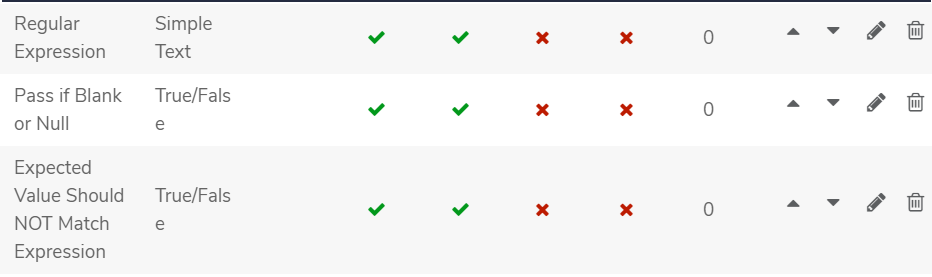 Regular Simple
Expression Text 0
Pass if Blank True/Fals
or Null e 0
Expected
Value Should True/Fals
NOT Match e 0
Expression